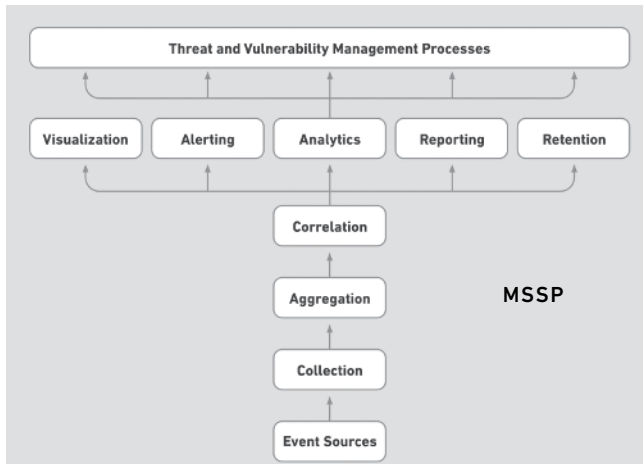 Threat and Vulnerability Management Processes
Visualization
Alerting
Analytics
Reporting
Retention
Correlation
Aggregation
MSSP
Collection
Event Sources